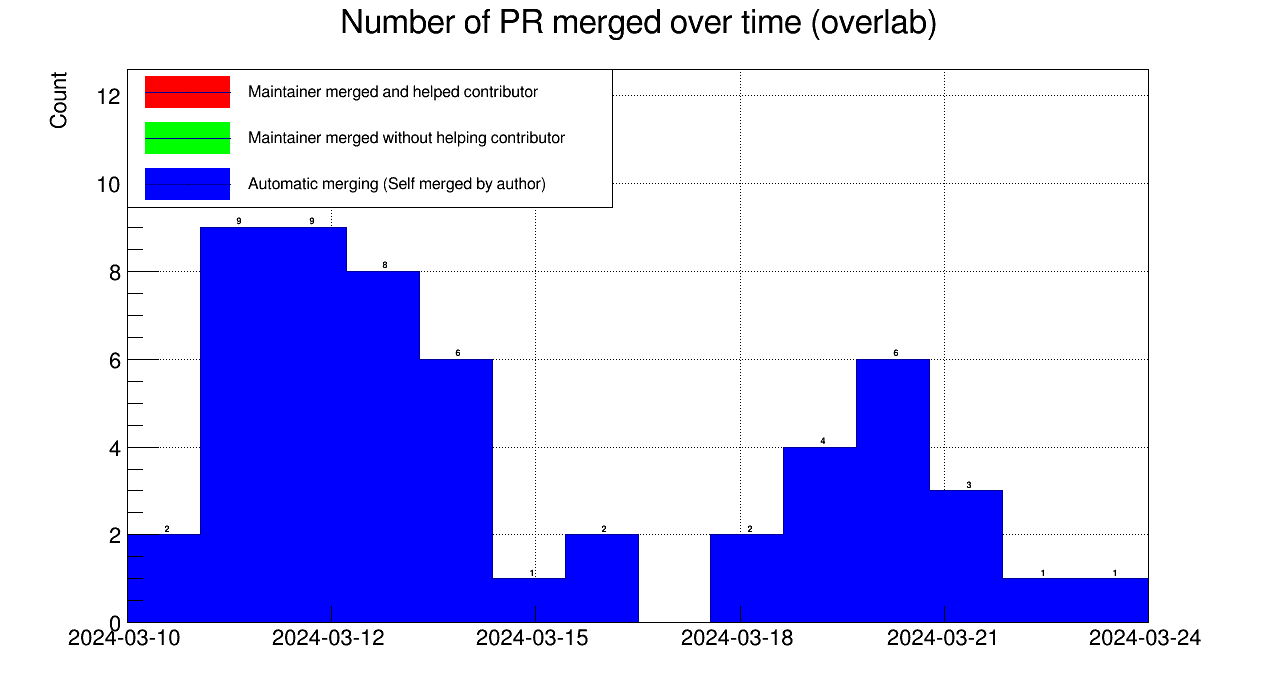 Number of PR merged over time (overlab)
Count
Maintainer merged and helped contributor
Maintainer merged without helping contributor
Automatic merging (Self merged by author)
12
10
8
6
4
2
0
2 9 9 8 6 1 2 2 4 6 3 1 1
2024-03-10 2024-03-12 2024-03-15 2024-03-18 2024-03-21 2024-03-24